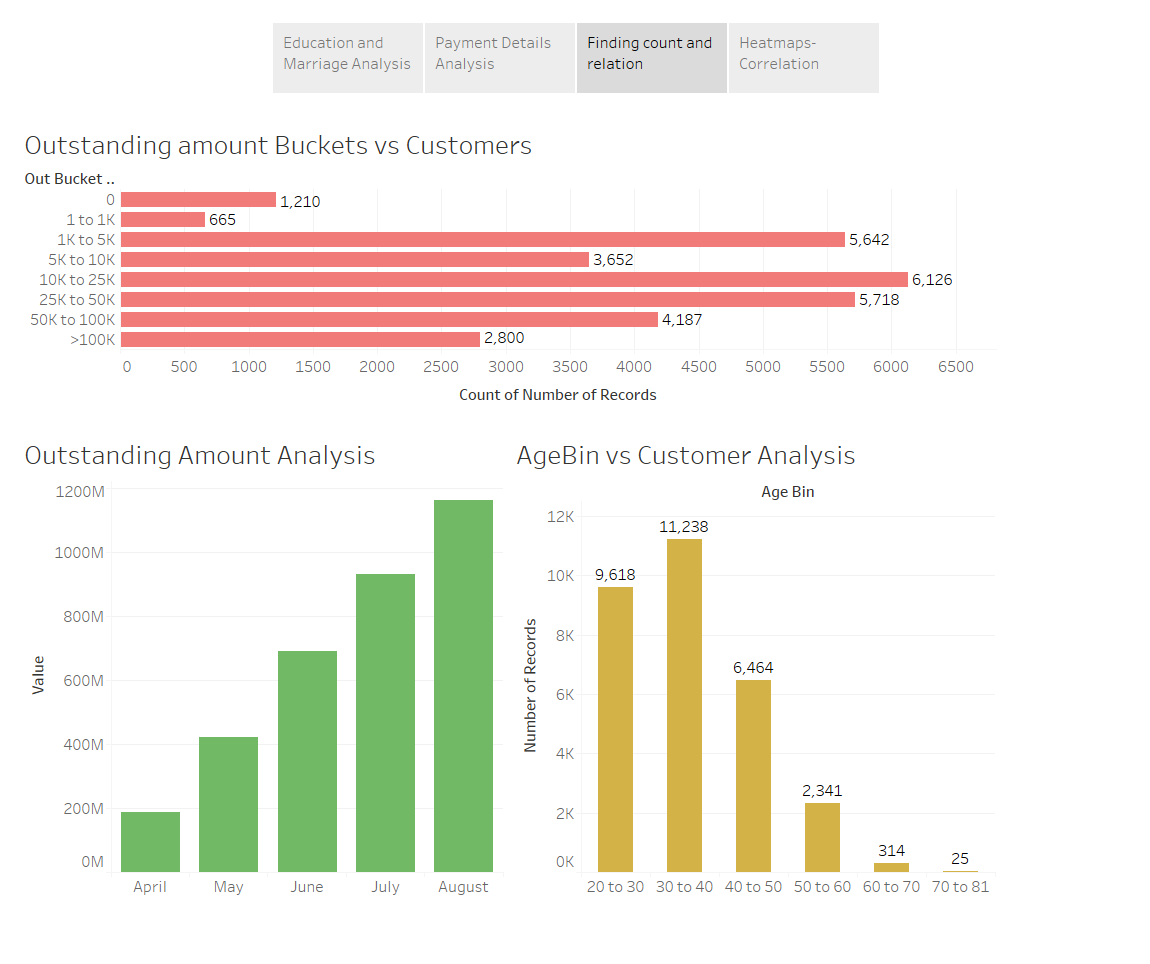 Education and
Marriage Analysis
Payment Details
Analysis
Finding count and
relation
Heatmaps-
Correlation
Outstanding amount Buckets vs Customers
Out Bucket ..
0 1,210
1 to 1K 665
1K to 5K 5,642
5K to 10K 3,652
10K to 25K 6,126
25K to 50K 5,718
50K to 100K 4,187
>100K 2,800
0 500 1000 1500 2000 2500 3000 3500 4000 4500 5000 5500 6000 6500
Count of Number of Records
Outstanding Amount Analysis
1200M
1000M
800M
600M
400M
200M
0M
Value
April May June July August
AgeBin vs Customer Analysis
Age Bin
12K
10K
8K
6K
4K
2K
0K
Number of Records
9,618
11,238
6,464
2,341
314
25
20 to 30 30 to 40 40 to 50 50 to 60 60 to 70 70 to 81